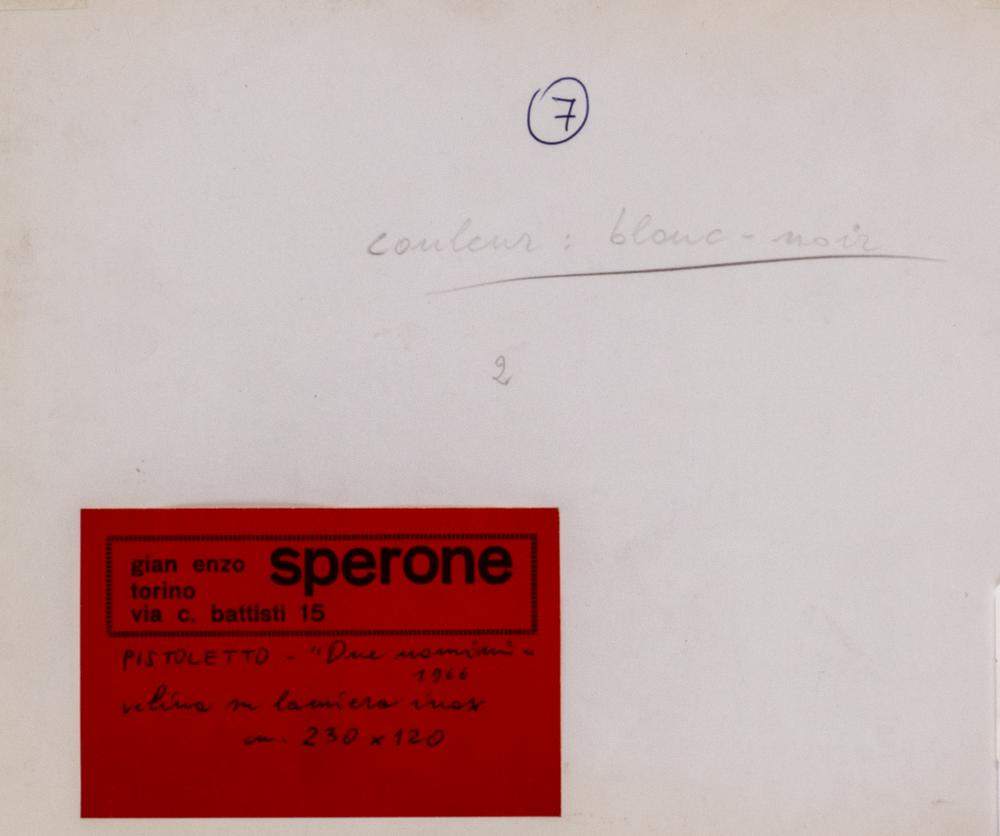 7
couleur : blanc - noir
2
gian enzo sperone
torino
via c. battisti 15
PISTOLETTO - "Due uomini"
1966
velina su lamiera inox
cm. 230 x 120